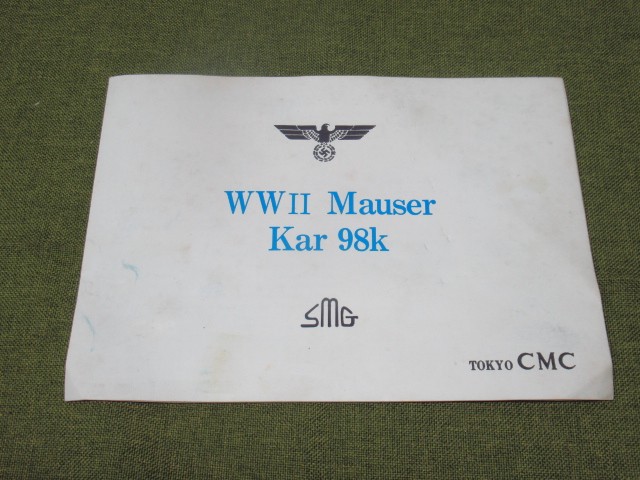 WWII Mauser
Kar 98k
SMG
TOKYO CMC